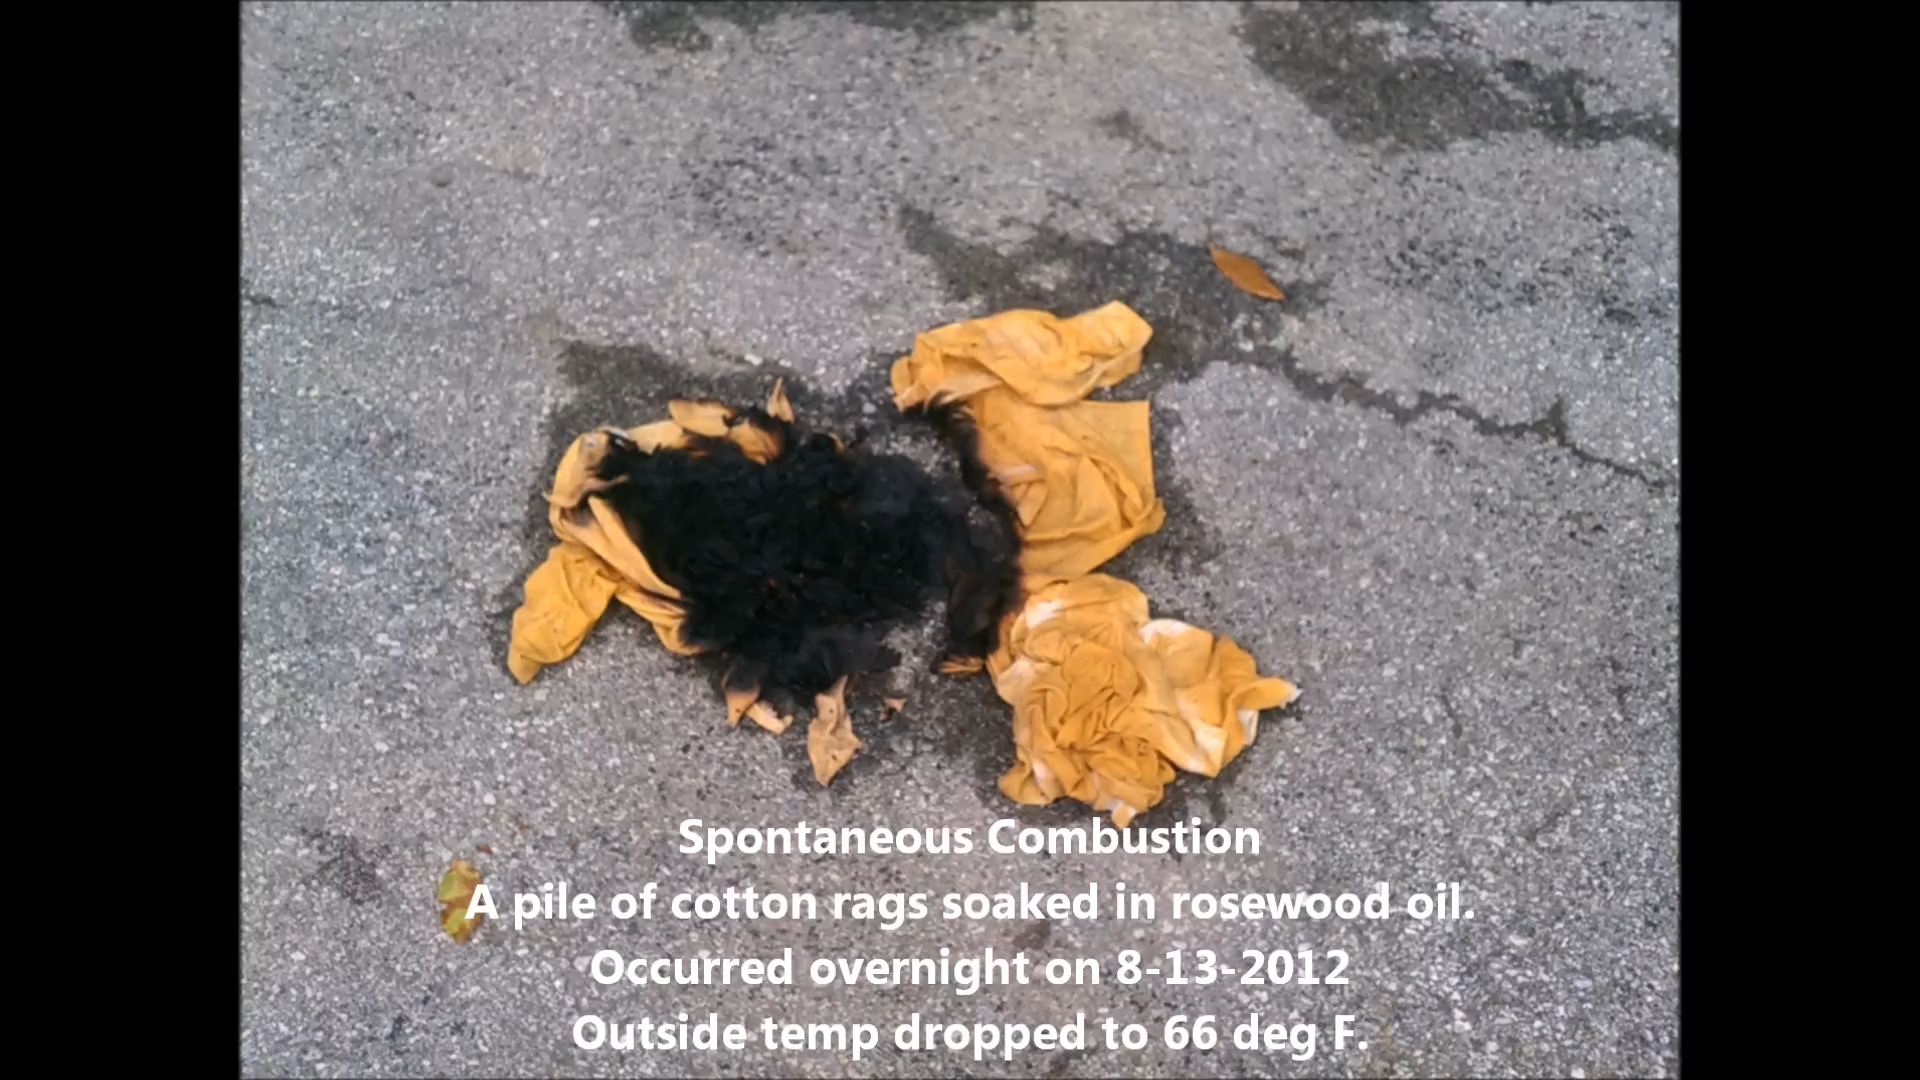 Spontaneous Combustion
A pile of cotton rags soaked in rosewood oil.
Occurred overnight on 8-13-2012
Outside temp dropped to 66 deg F.